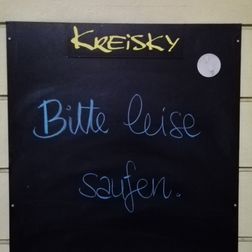 KREiSKY
Bitte leise
saufen.